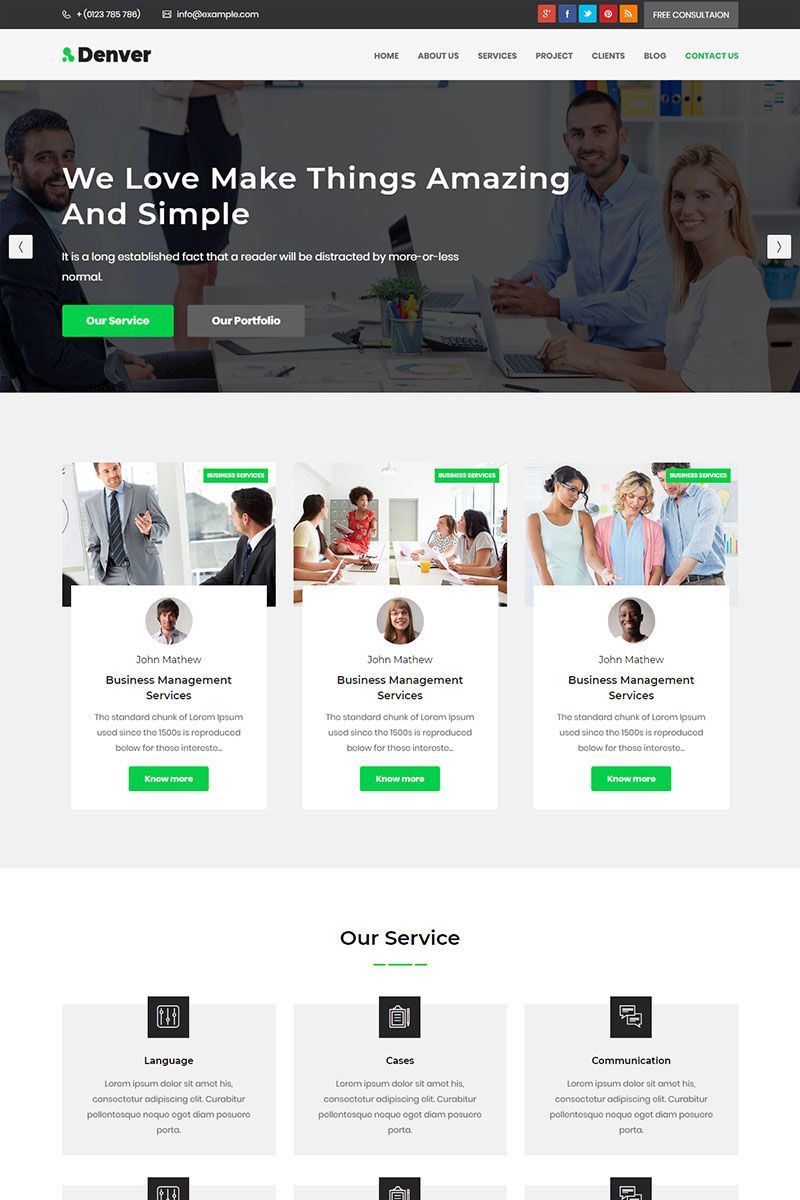 + (0123 785 786) info@example.com FREE CONSULTAION
Denver HOME ABOUT US SERVICES PROJECT CLIENTS BLOG CONTACT US
We Love Make Things Amazing
And Simple
It is a long established fact that a reader will be distracted by more-or-less
normal.
Our Service Our Portfolio
BUSINESS SERVICES
John Mathew
Business Management
Services
The standard chunk of Lorem Ipsum
used since the 1500s is reproduced
below for those intereste...
Know more
BUSINESS SERVICES
John Mathew
Business Management
Services
The standard chunk of Lorem Ipsum
used since the 1500s is reproduced
below for those intereste...
Know more
BUSINESS SERVICES
John Mathew
Business Management
Services
The standard chunk of Lorem Ipsum
used since the 1500s is reproduced
below for those intereste...
Know more
Our Service
Language
Lorem ipsum dolor sit amet his,
consectetur adipiscing elit. Curabitur
pellentesque neque eget diam posuere
porta.
Cases
Lorem ipsum dolor sit amet his,
consectetur adipiscing elit. Curabitur
pellentesque neque eget diam posuere
porta.
Communication
Lorem ipsum dolor sit amet his,
consectetur adipiscing elit. Curabitur
pellentesque neque eget diam posuere
porta.